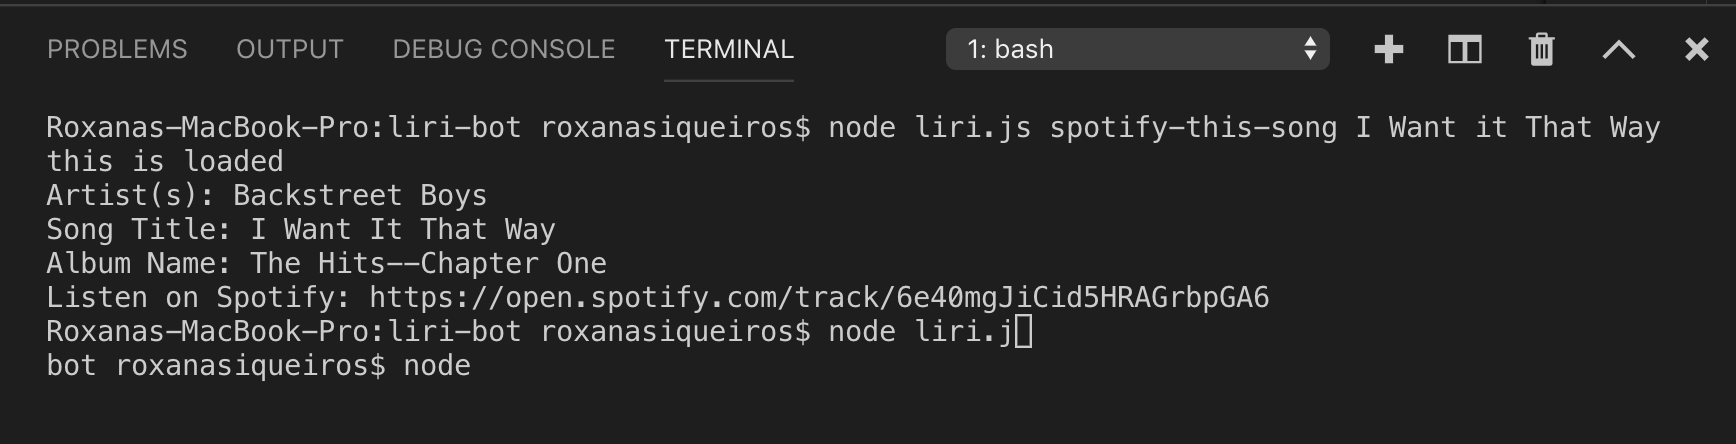 PROBLEMS OUTPUT DEBUG CONSOLE TERMINAL 1: bash
Roxanas-MacBook-Pro:liri-bot roxanasiqueiros$ node liri.js spotify-this-song I Want it That Way
this is loaded
Artist(s): Backstreet Boys
Song Title: I Want It That Way
Album Name: The Hits--Chapter One
Listen on Spotify: https://open.spotify.com/track/6e40mgJiCid5HRAGrbpGA6
Roxanas-MacBook-Pro:liri-bot roxanasiqueiros$ node liri.j
bot roxanasiqueiros$ node